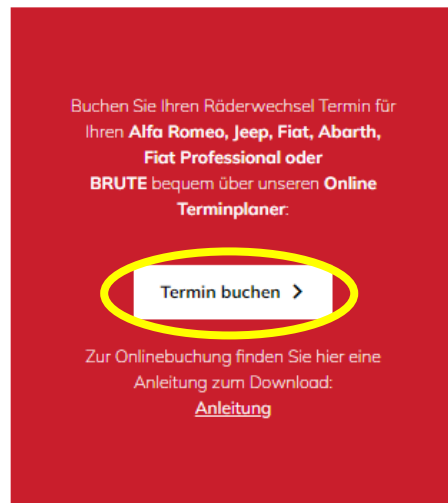 Buchen Sie Ihren Räderwechsel Termin für
Ihren Alfa Romeo, Jeep, Fiat, Abarth,
Fiat Professional oder
BRUTE bequem über unseren Online
Terminplaner:
Termin buchen
Zur Onlinebuchung finden Sie hier eine
Anleitung zum Download:
Anleitung